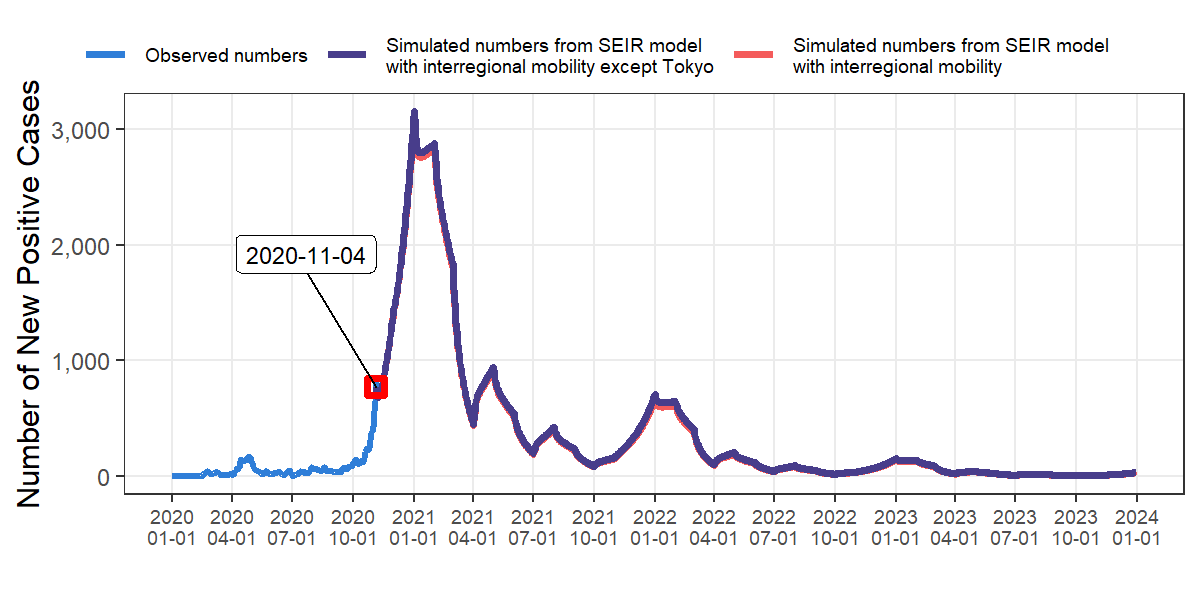 Observed numbers
Simulated numbers from SEIR model
with interregional mobility except Tokyo
Simulated numbers from SEIR model
with interregional mobility
Number of New Positive Cases
3,000
2,000
1,000
0
2020-11-04
2020 2020 2020 2020 2021 2021 2021 2021 2022 2022 2022 2022 2023 2023 2023 2023 2024
01-01 04-01 07-01 10-01 01-01 04-01 07-01 10-01 01-01 04-01 07-01 10-01 01-01 04-01 07-01 10-01 01-01